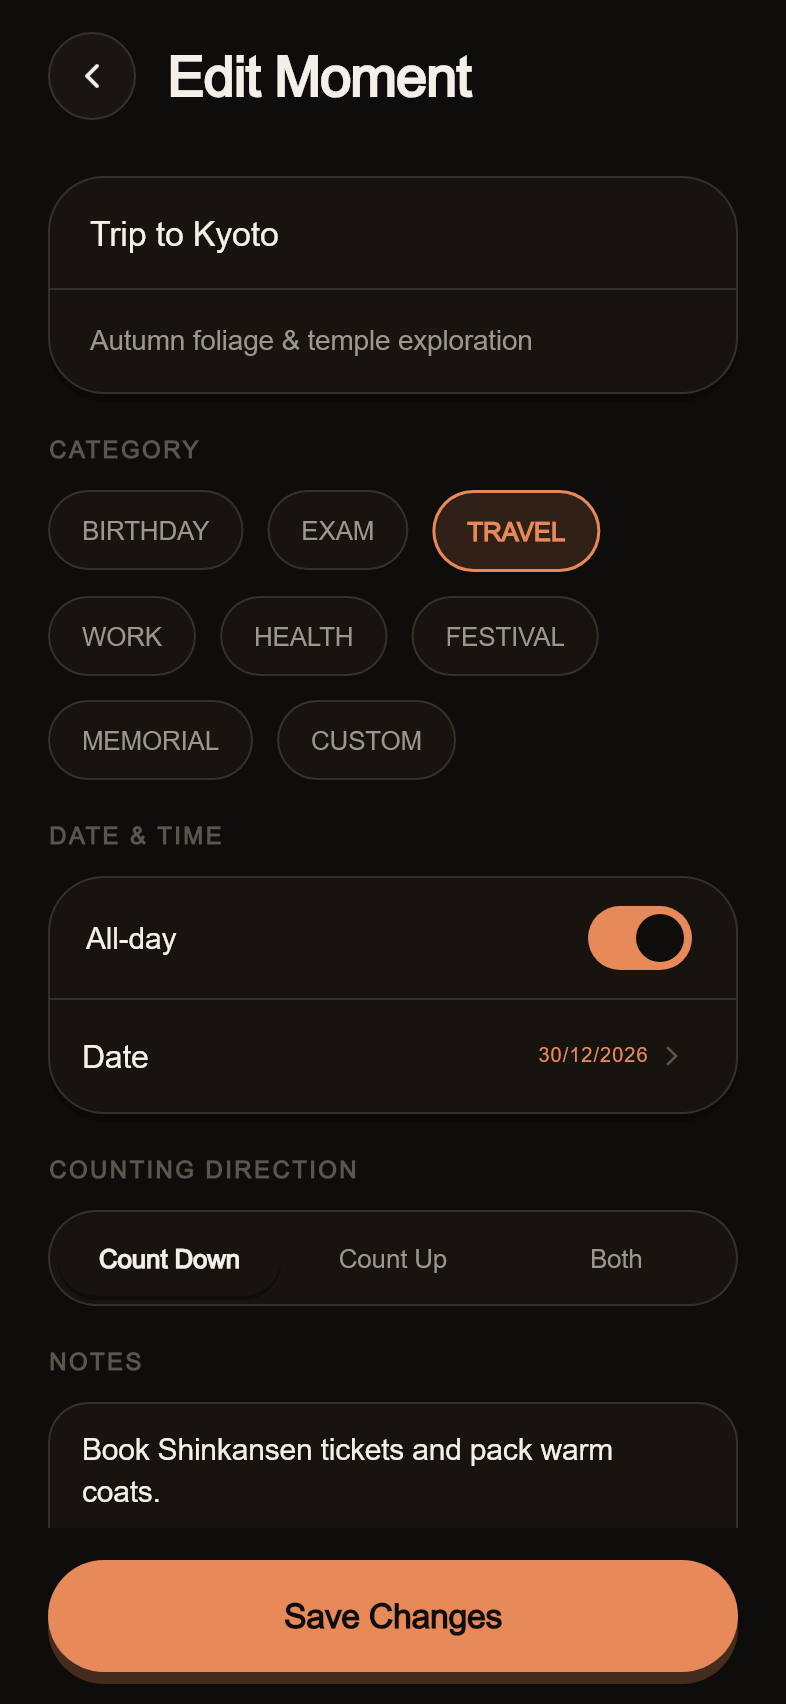 Edit Moment
Trip to Kyoto
Autumn foliage & temple exploration
CATEGORY
BIRTHDAY EXAM TRAVEL
WORK HEALTH FESTIVAL
MEMORIAL CUSTOM
DATE & TIME
All-day
Date 30/12/2026
COUNTING DIRECTION
Count Down Count Up Both
NOTES
Book Shinkansen tickets and pack warm
coats.
Save Changes